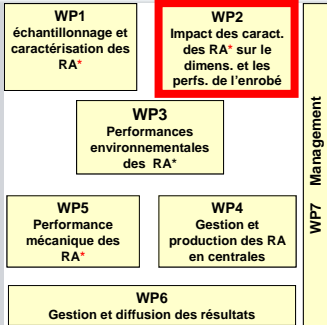 WP1
échantillonnage et
caractérisation des
RA*
WP2
Impact des caract.
des RA* sur le
dimens. et les
perfs. de l'enrobé
WP3
Performances
environnementales
des RA*
WP5
Performance
mécanique des
RA*
WP4
Gestion et
production des RA
en centrales
WP6
Gestion et diffusion des résultats
WP7 Management